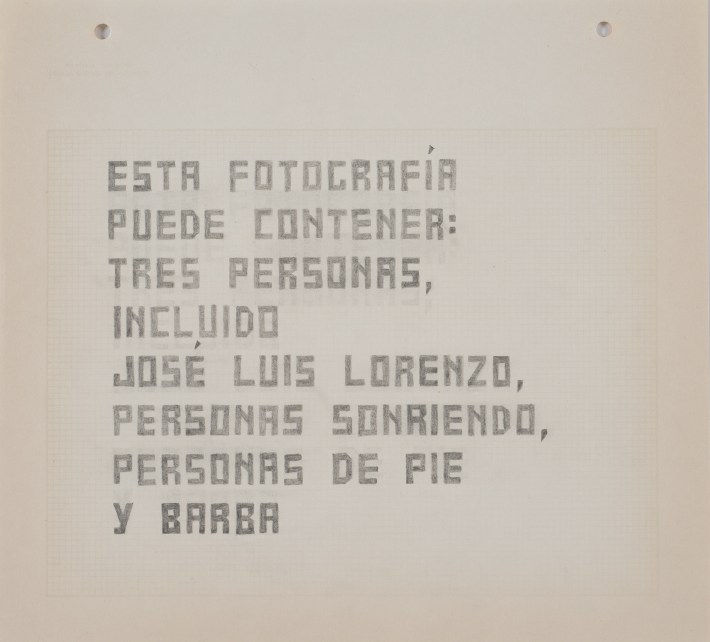 ESTA FOTOGRAFÍA
PUEDE CONTENER:
TRES PERSONAS,
INCLUIDO
JOSÉ LUIS LORENZO,
PERSONAS SONRIENDO,
PERSONAS DE PIE
Y BARBA